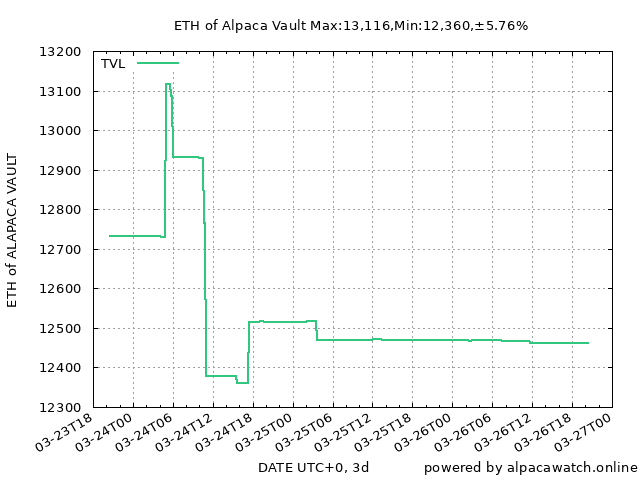 ETH of Alpaca Vault Max:13,116,Min:12,360,±5.76%
TVL
13200
13100
13000
12900
12800
12700
12600
12500
12400
12300
ETH of ALAPACA VAULT
03-23T18
03-24T00
03-24T06
03-24T12
03-24T18
03-25T00
03-25T06
03-25T12
03-25T18
03-26T00
03-26T06
03-26T12
03-26T18
03-27T00
DATE UTC+0, 3d
powered by alpacawatch.online